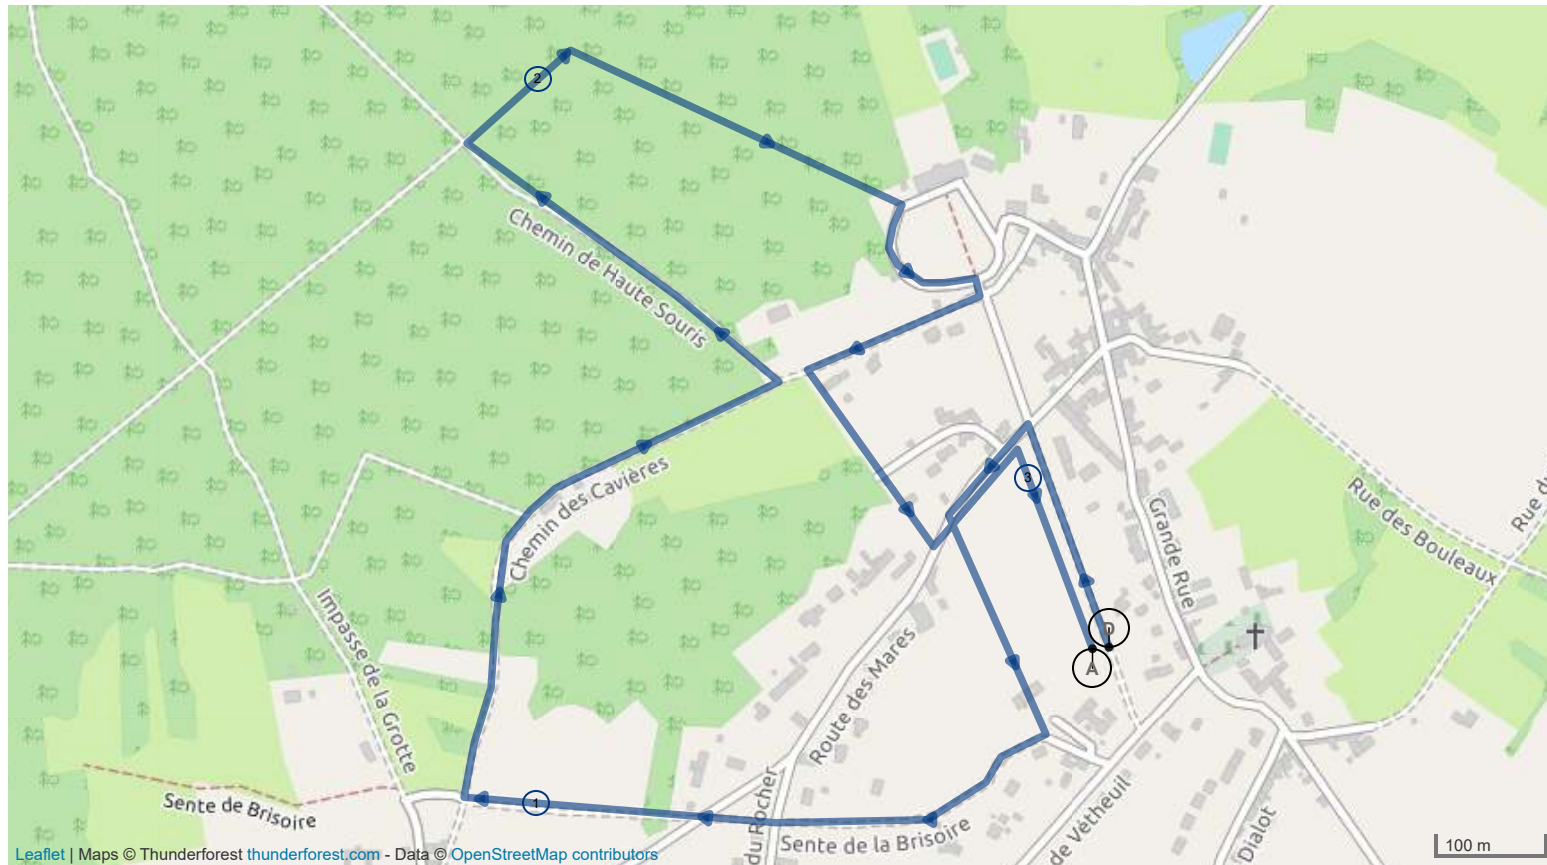 2
Chemin de Haute Souris
3
Chemin des Cavières
Grande Rue
Rue des Bouleaux
Rue d
D
A
Impasse de la Grotte
Route des Mares
1
Sente de Brisoire
du Rocher
Sente de la Brisoire
de Vétheuil
Dialot
100 m
Leaflet | Maps © Thunderforest thunderforest.com - Data © OpenStreetMap contributors